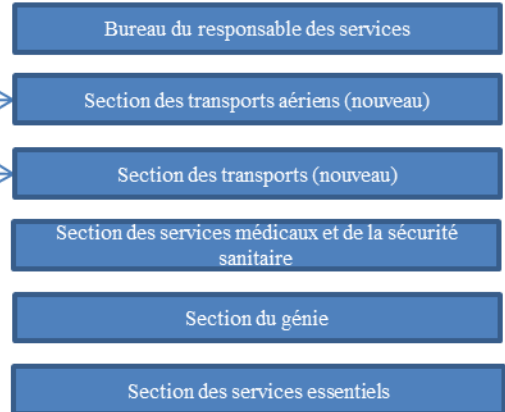 Bureau du responsable des services
Section des transports aériens (nouveau)
Section des transports (nouveau)
Section des services médicaux et de la sécurité
sanitaire
Section du génie
Section des services essentiels